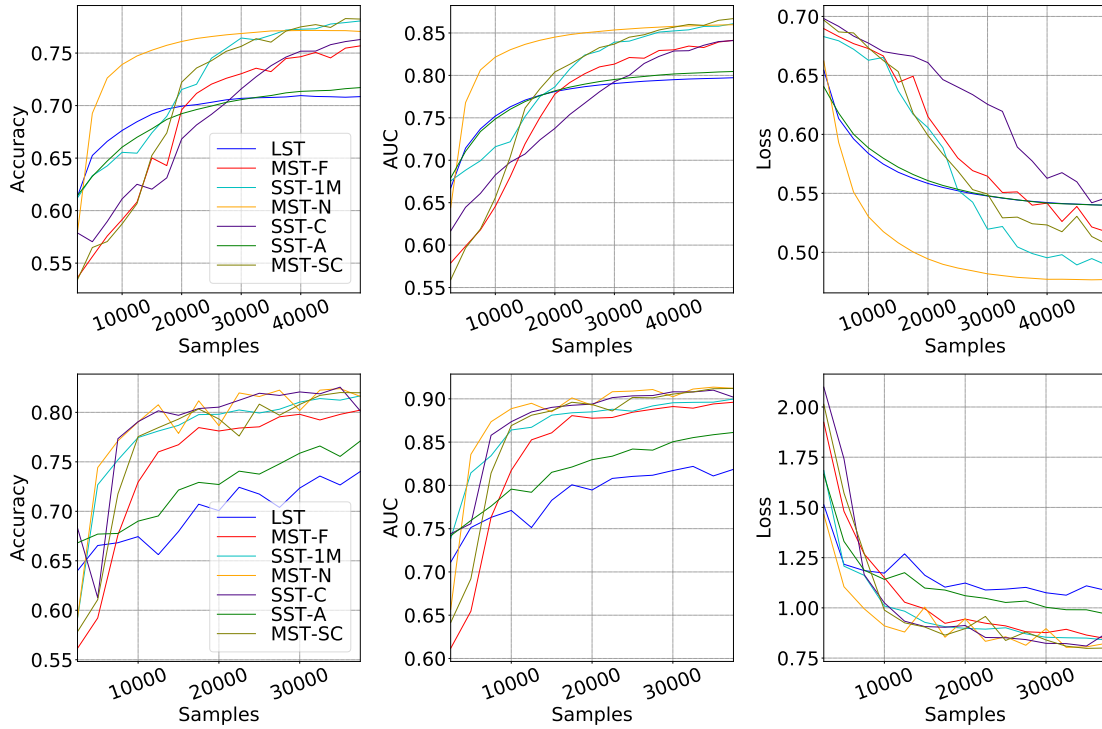 Accuracy
0.75
0.70
0.65
0.60
0.55
10000
20000
30000
40000
Samples
LST
MST-F
SST-1M
MST-N
SST-C
SST-A
MST-SC
AUC
0.85
0.80
0.75
0.70
0.65
0.60
0.55
10000
20000
30000
40000
Samples
Loss
0.70
0.65
0.60
0.55
0.50
10000
20000
30000
40000
Samples
Accuracy
0.80
0.75
0.70
0.65
0.60
0.55
10000
20000
30000
Samples
LST
MST-F
SST-1M
MST-N
SST-C
SST-A
MST-SC
AUC
0.90
0.85
0.80
0.75
0.70
0.65
0.60
10000
20000
30000
Samples
Loss
2.00
1.75
1.50
1.25
1.00
0.75
10000
20000
30000
Samples